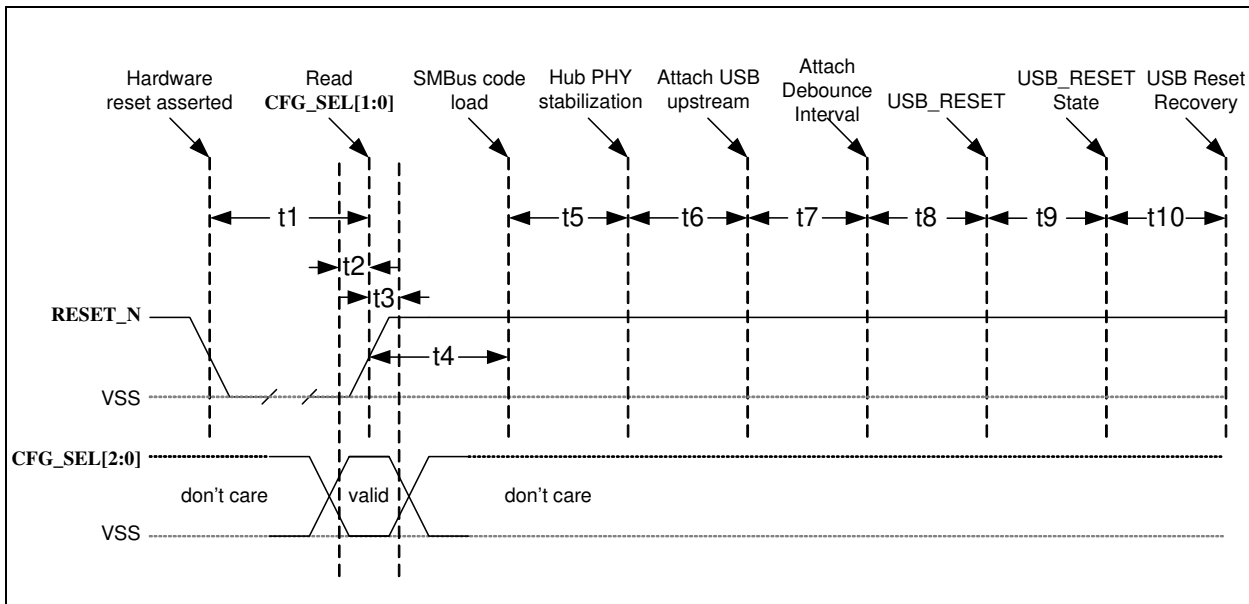 Hardware
reset asserted
Read
CFG_SEL[1:0]
SMBus code
load
Hub PHY
stabilization
Attach USB
upstream
Attach
Debounce
Interval
USB_RESET
USB_RESET
State
USB Reset
Recovery
t1
t5
t6
t7
t8
t9
t10
t2
t3
RESET_N
t4
VSS
CFG_SEL[2:0]
don't care
valid
don't care
VSS